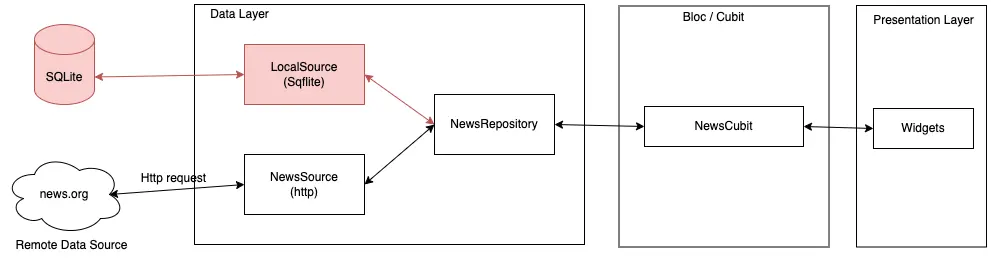 Data Layer
Bloc / Cubit
Presentation Layer
SQLite
LocalSource
(Sqflite)
NewsRepository
NewsCubit
Widgets
Http request
NewsSource
(http)
news.org
Remote Data Source